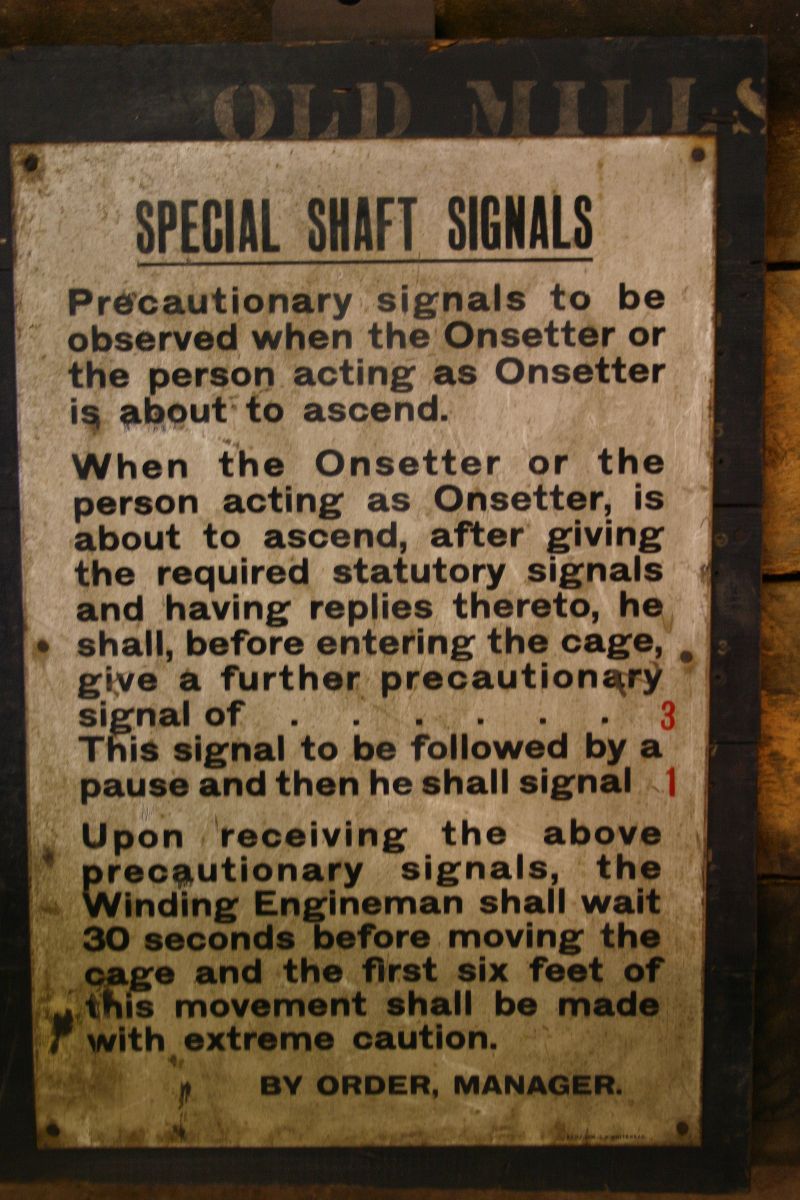 OLD MILLS
SPECIAL SHAFT SIGNALS
Precautionary signals to be
observed when the Onsetter or
the person acting as Onsetter
is about to ascend.
When the Onsetter or the
person acting as Onsetter, is
about to ascend, after giving
the required statutory signals
and having replies thereto, he
shall, before entering the cage,
give a further precautionary
signal of . . . . . . 3
This signal to be followed by a
pause and then he shall signal 1
Upon receiving the above
precautionary signals, the
Winding Engineman shall wait
30 seconds before moving the
cage and the first six feet of
this movement shall be made
with extreme caution.
BY ORDER, MANAGER.